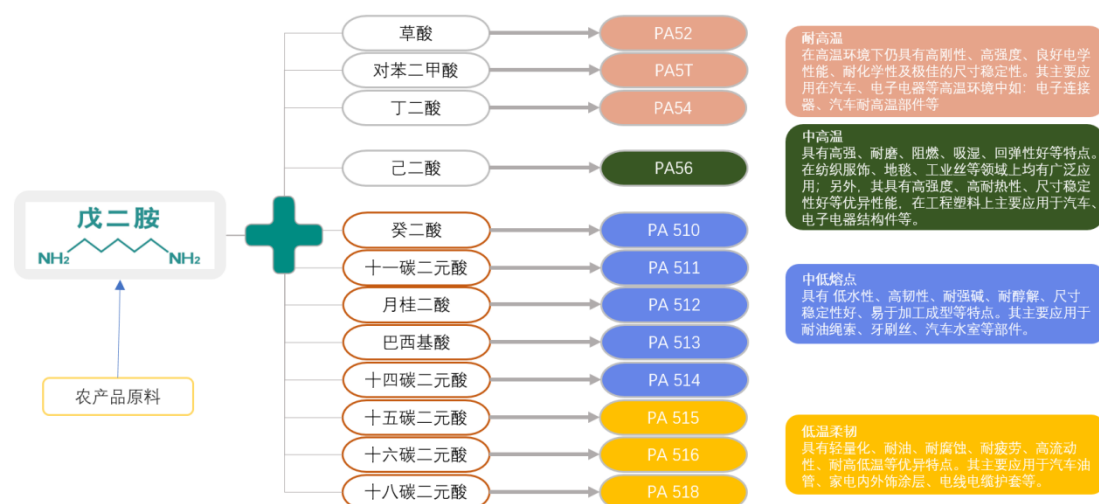 草酸
PA52
对苯二甲酸
PA5T
丁二酸
PA54
己二酸
PA56
戊二胺
NH₂
NH₂
农产品原料
癸二酸
PA 510
十一碳二元酸
PA 511
月桂二酸
PA 512
巴西基酸
PA 513
十四碳二元酸
PA 514
十五碳二元酸
PA 515
十六碳二元酸
PA 516
十八碳二元酸
PA 518
耐高温
在高温环境下仍具有高刚性、高强度、良好电学
性能、耐化学性及极佳的尺寸稳定性。其主要应
用在汽车、电子电器等高温环境中如：电子连接
器、汽车耐高温部件等
中高温
具有高强、耐磨、阻燃、吸湿、回弹性好等特点。
在纺织服饰、地毯、工业丝等领域上均有广泛应
用；另外，其具有高强度、高耐热性、尺寸稳定
性好等优异性能，在工程塑料上主要应用于汽车、
电子电器结构件等。
中低熔点
具有 低水性、高韧性、耐强碱、耐醇解、尺寸
稳定性好、易于加工成型等特点。其主要应用于
耐油绳索、牙刷丝、汽车水室等部件。
低温柔韧
具有轻量化、耐油、耐腐蚀、耐疲劳、高流动
性、耐高低温等优异特点。其主要应用于汽车油
管、家电内外饰涂层、电线电缆护套等。